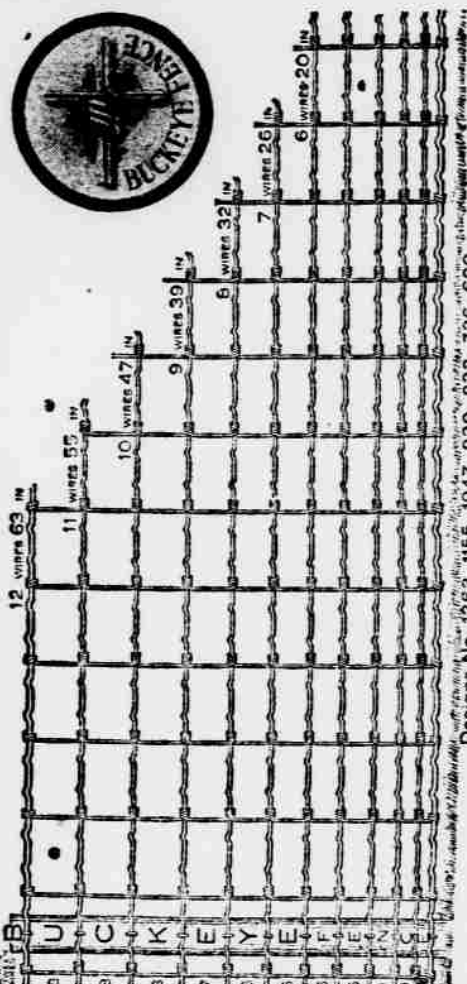 BUCKEYE FENCE
12 WIRES 63 IN
11 WIRES 55 IN
10 WIRES 47 IN
9 WIRES 39 IN
8 WIRES 32 IN
7 WIRES 26 IN
6 WIRES 20 IN
BUCKEYE FENC